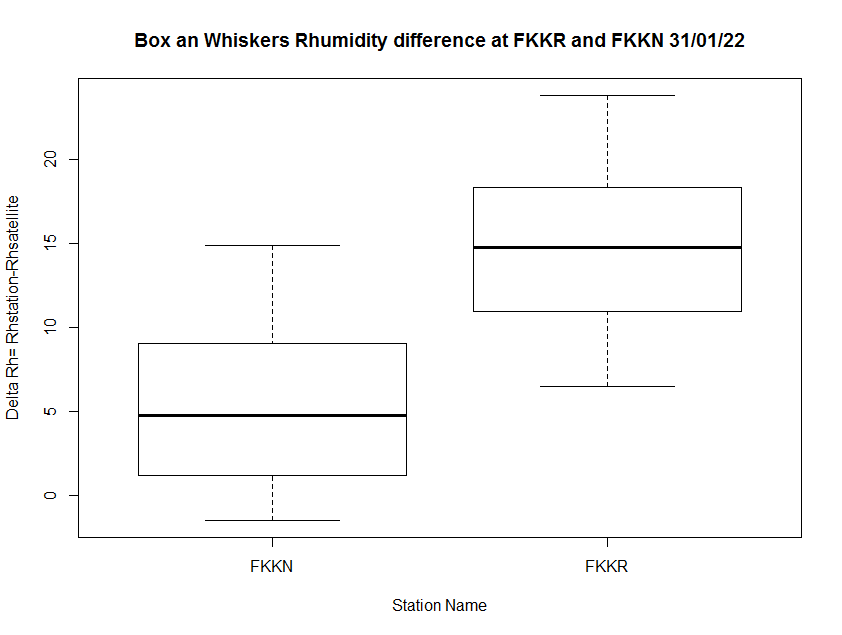 Box an Whiskers Rhumidity difference at FKKR and FKKN 31/01/22
Delta Rh= Rhstation-Rhsatellite
20
15
10
5
0
FKKN
FKKR
Station Name